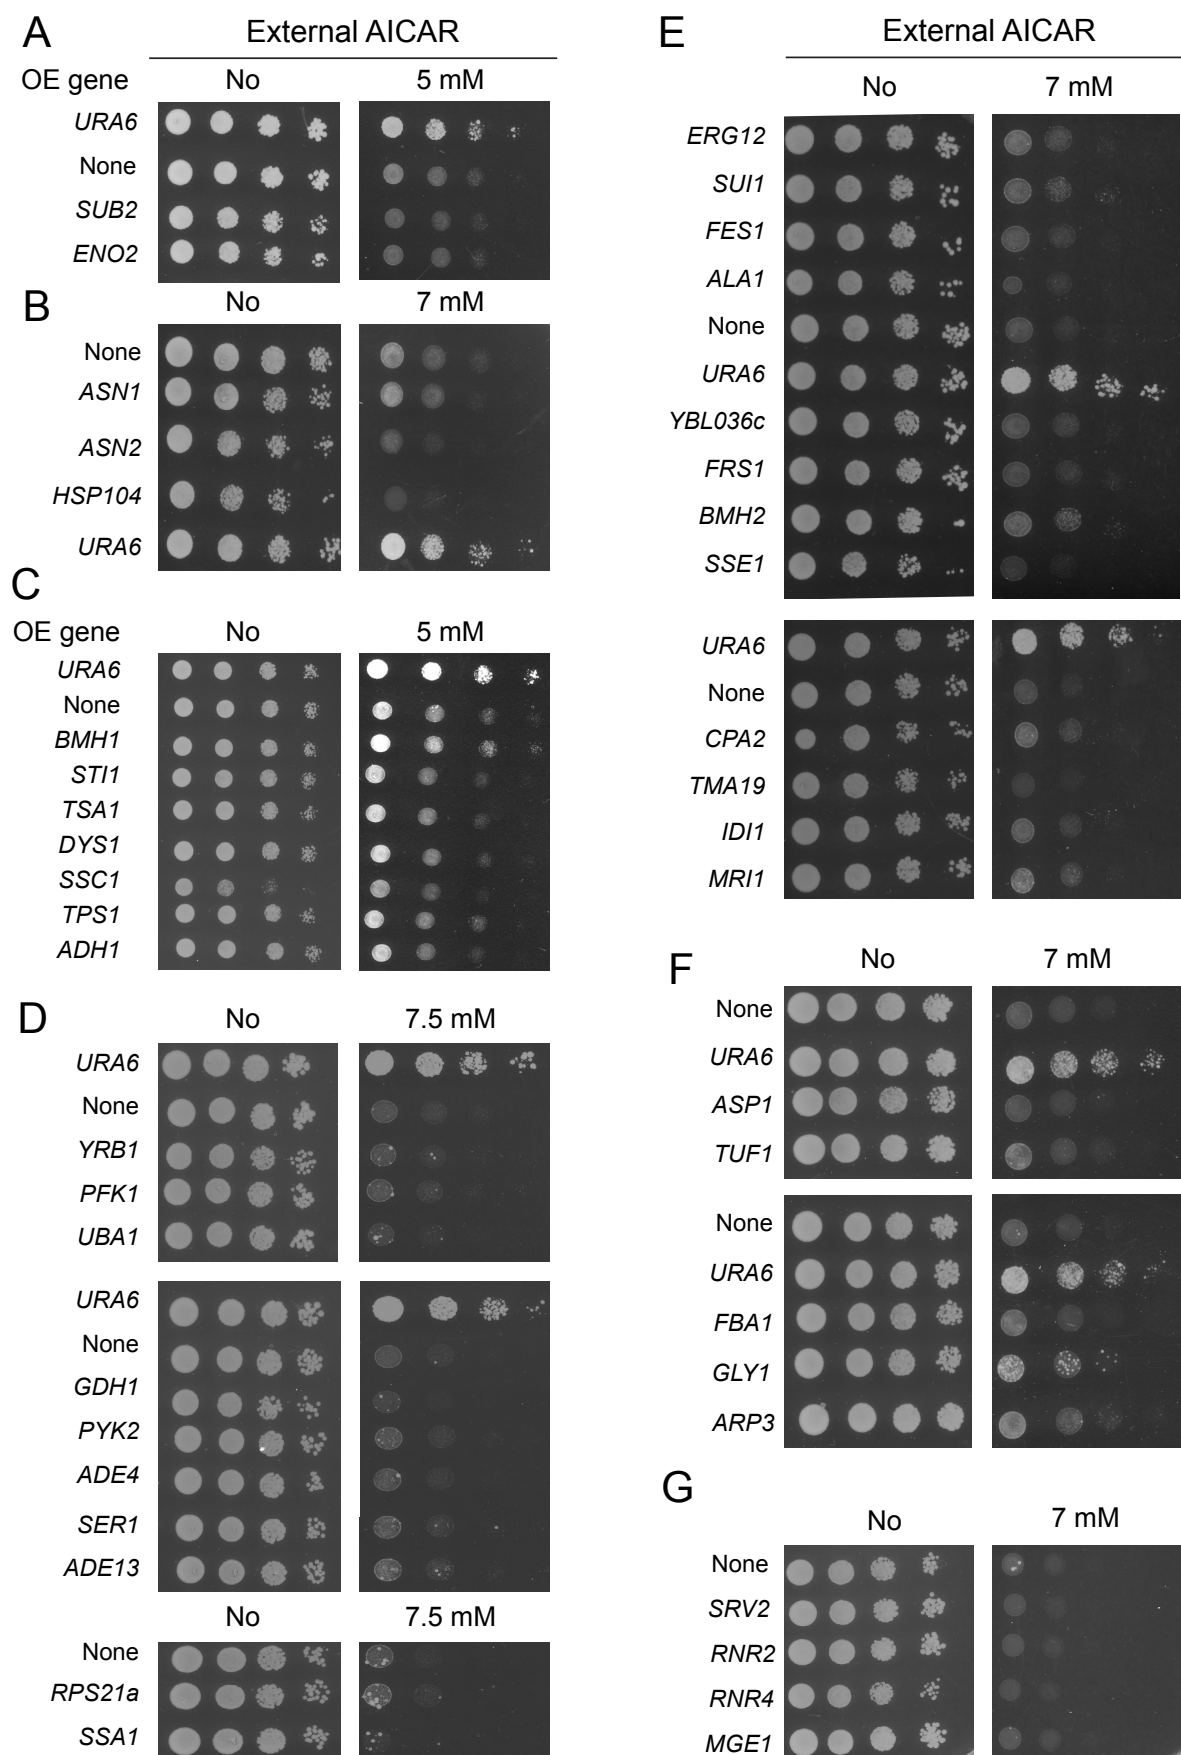 A
External AICAR
OE gene
No
5 mM
URA6
None
SUB2
ENO2
B
No
7 mM
None
ASN1
ASN2
HSP104
URA6
C
OE gene
No
5 mM
URA6
None
BMH1
STI1
TSA1
DYS1
SSC1
TPS1
ADH1
D
No
7.5 mM
URA6
None
YRB1
PFK1
UBA1
URA6
None
GDH1
PYK2
ADE4
SER1
ADE13
No
7.5 mM
None
RPS21a
SSA1
E
External AICAR
No
7 mM
ERG12
SUI1
FES1
ALA1
None
URA6
YBL036c
FRS1
BMH2
SSE1
URA6
None
CPA2
TMA19
IDI1
MRI1
F
No
7 mM
None
URA6
ASP1
TUF1
None
URA6
FBA1
GLY1
ARP3
G
No
7 mM
None
SRV2
RNR2
RNR4
MGE1